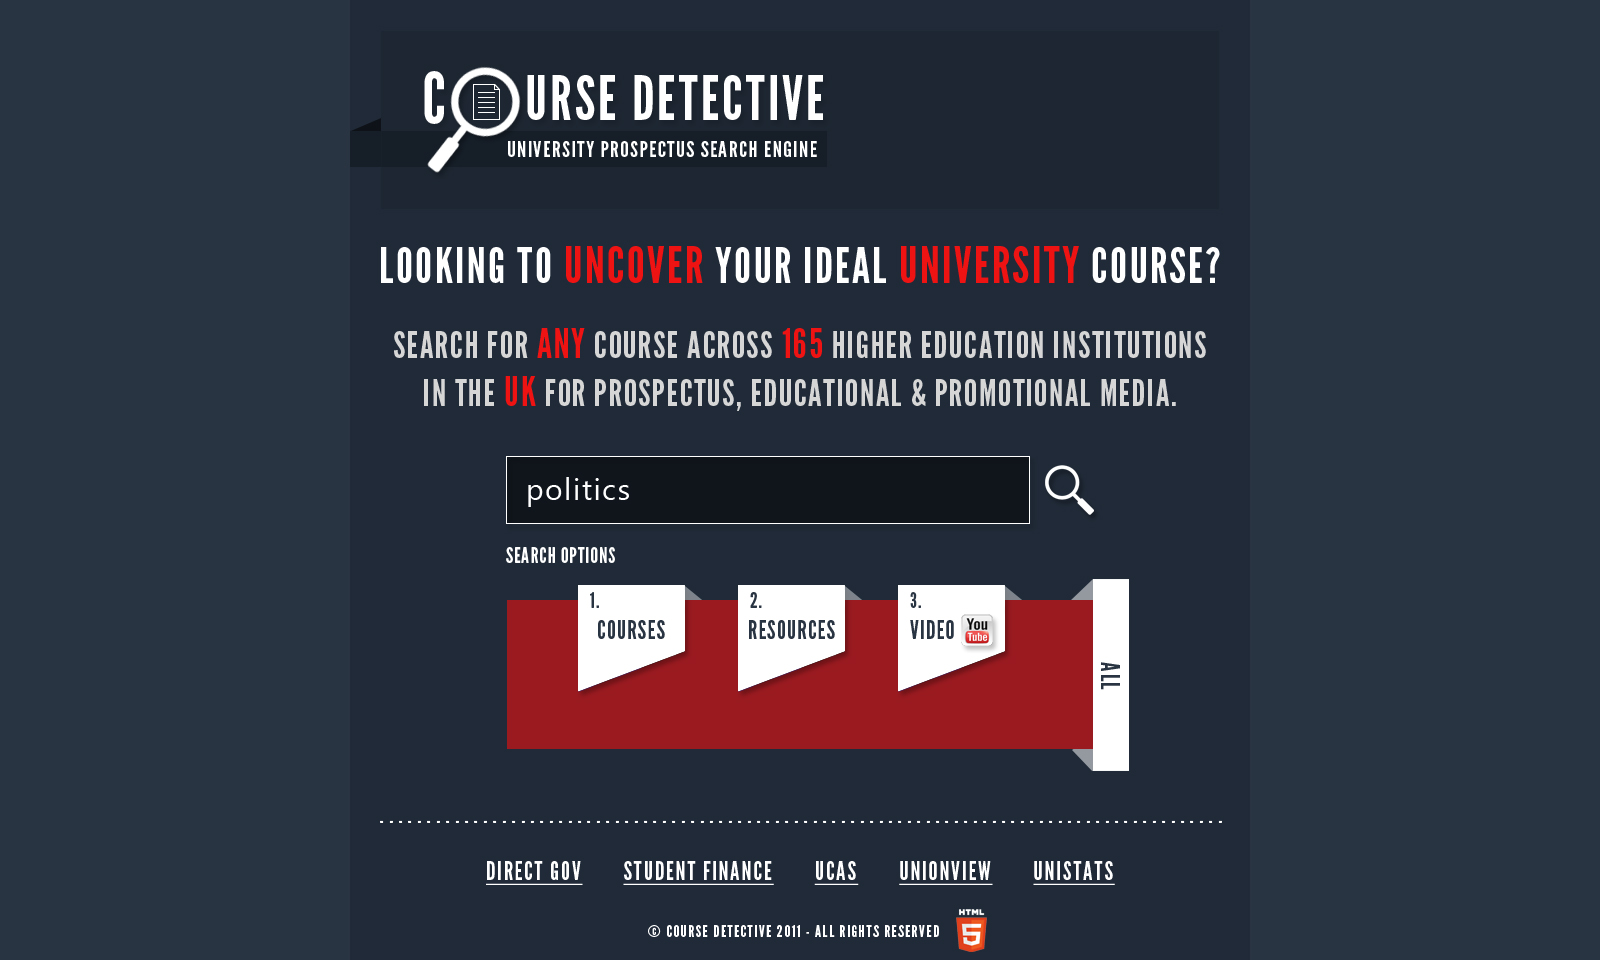 COURSE DETECTIVE
UNIVERSITY PROSPECTUS SEARCH ENGINE
LOOKING TO UNCOVER YOUR IDEAL UNIVERSITY COURSE?
SEARCH FOR ANY COURSE ACROSS 165 HIGHER EDUCATION INSTITUTIONS
IN THE UK FOR PROSPECTUS, EDUCATIONAL & PROMOTIONAL MEDIA.
politics
SEARCH OPTIONS
1.
COURSES
2.
RESOURCES
3.
VIDEO
You
Tube
ALL
DIRECT GOV STUDENT FINANCE UCAS UNIONVIEW UNISTATS
© COURSE DETECTIVE 2011 - ALL RIGHTS RESERVED
HTML
5